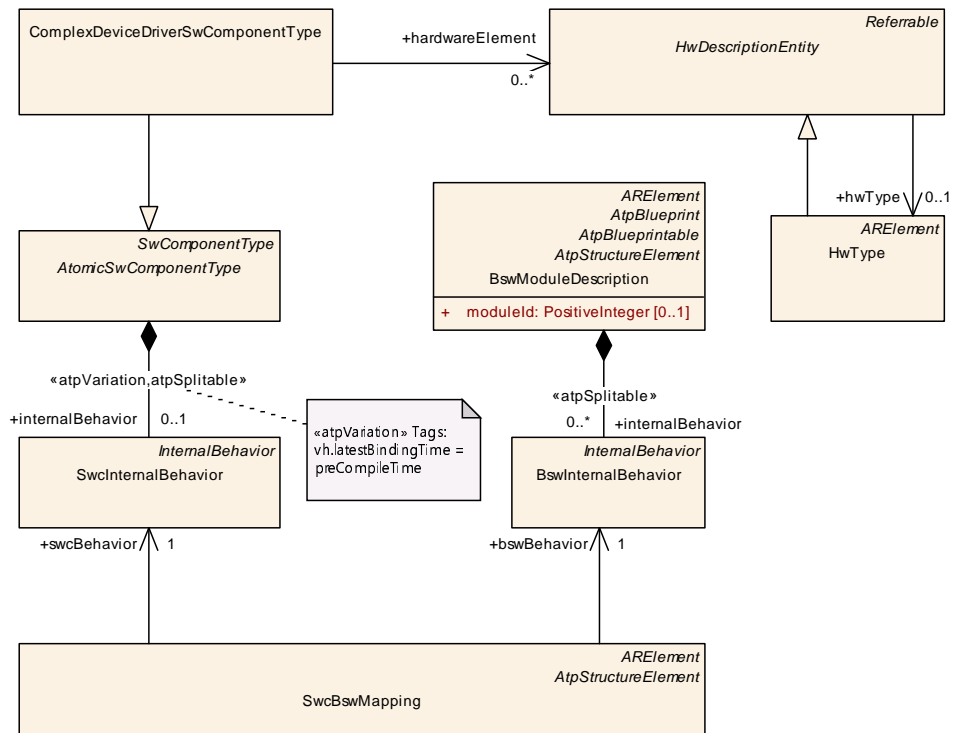 ComplexDeviceDriverSwComponentType
+hardwareElement
0..*
Referrable
HwDescriptionEntity
+hwType
0..1
ARElement
HwType
ARElement
AtpBlueprint
AtpBlueprintable
AtpStructureElement
BswModuleDescription
+ moduleId: PositiveInteger [0..1]
SwComponentType
AtomicSwComponentType
«atpVariation,atpSplitable»
+internalBehavior
0..1
«atpVariation» Tags:
vh.latestBindingTime =
preCompileTime
«atpSplitable»
0..*
+internalBehavior
InternalBehavior
SwcInternalBehavior
InternalBehavior
BswInternalBehavior
+swcBehavior
1
+bswBehavior
1
ARElement
AtpStructureElement
SwcBswMapping